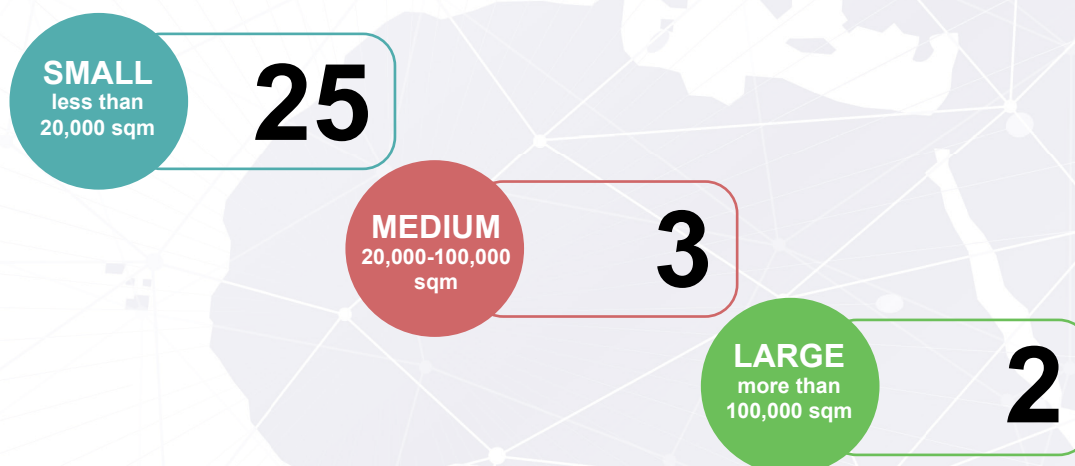 SMALL
less than
20,000 sqm
25
MEDIUM
20,000-100,000
sqm
3
LARGE
more than
100,000 sqm
2